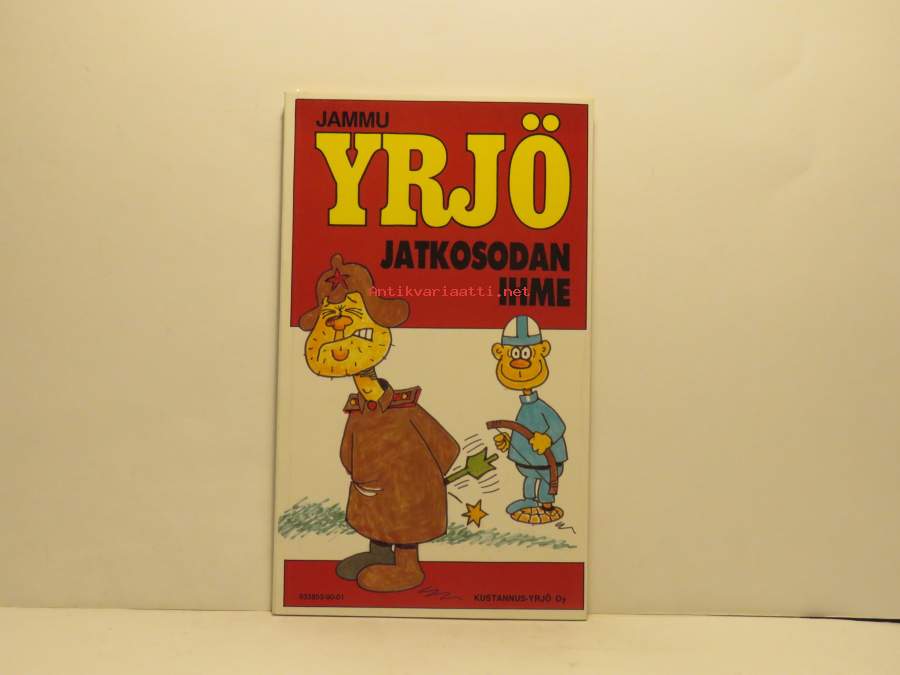 JAMMU
YRJÖ
JATKOSODAN
IHME
Antikvariaatti.net
933803-90-01
KUSTANNUS-YRJÖ Oy